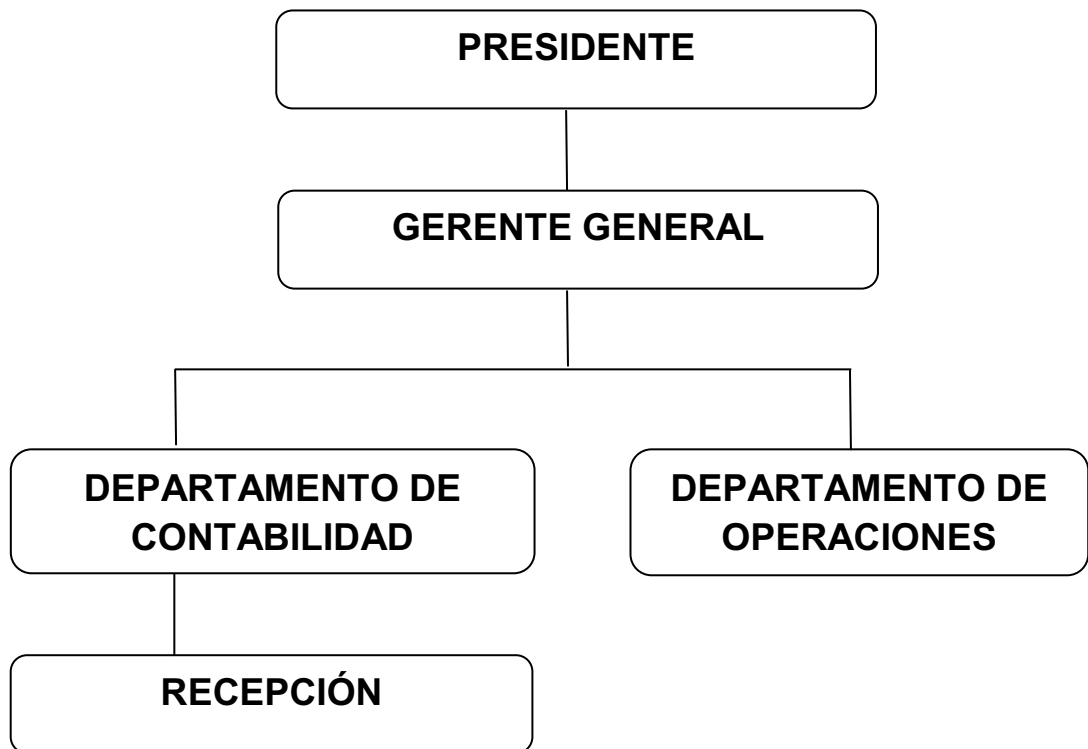 PRESIDENTE
GERENTE GENERAL
DEPARTAMENTO DE
CONTABILIDAD
DEPARTAMENTO DE
OPERACIONES
RECEPCIÓN